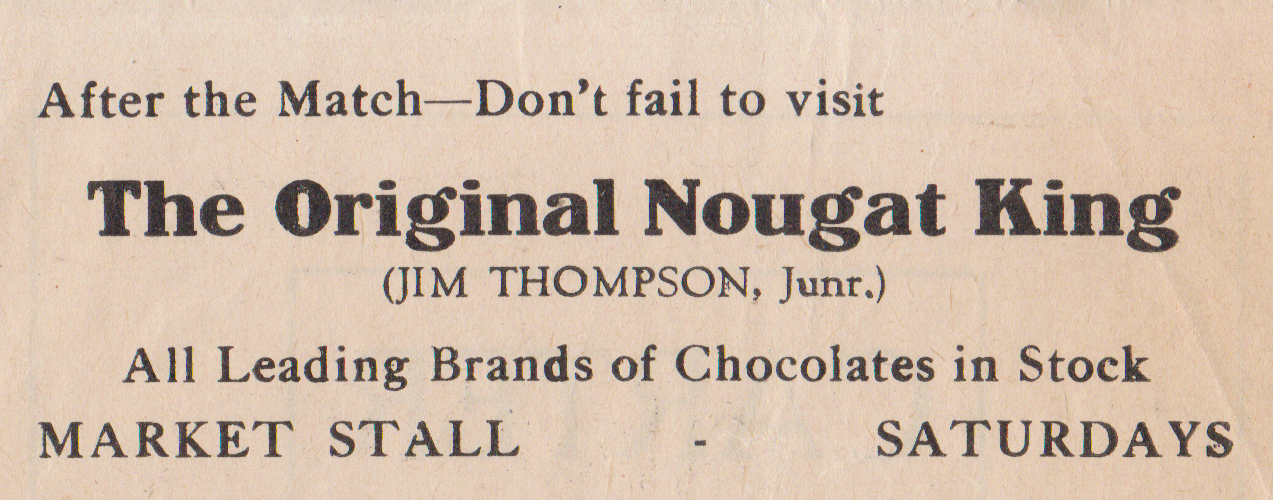 After the Match—Don't fail to visit
The Original Nougat King
(JIM THOMPSON, Junr.)
All Leading Brands of Chocolates in Stock
MARKET STALL - SATURDAYS